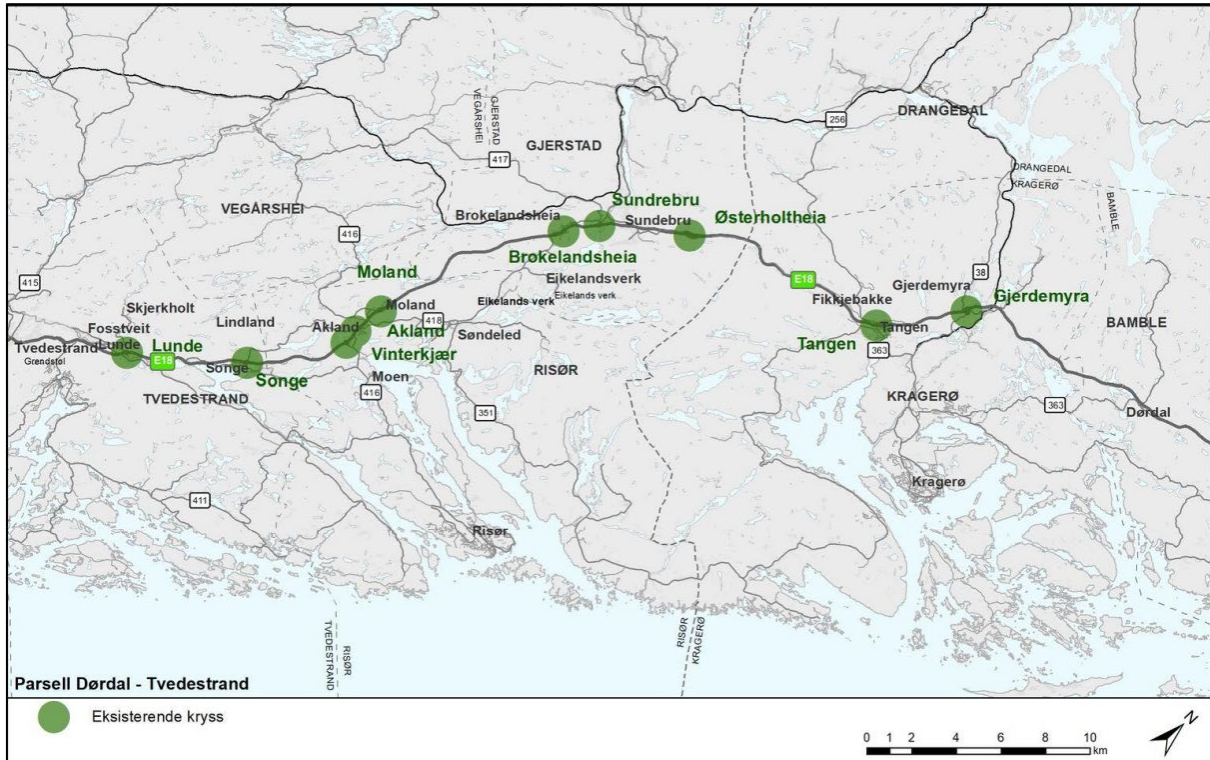 DRANGEDAL
256
GJERSTAD
VEGÅRSHEI
GJERSTAD
417
DRANGEDAL
KRAGERØ
BAMBLE
VEGÅRSHEI
416
Brokelandsheia
Sundrebru
Sundebru
Østerholtheia
Brokelandsheia
415
Moland
Eikelandsverk
Eikelands verk
Eikelands verk
E18
38
Gjerdemyra
Gjerdemyra
Fikkjebakke
Skjerkholt
Fosstveit
Lindland
Moland
418
Akland
Akland
Søndeled
Tangen
Tangen
BAMBLE
Tvedestrand
Lunde
Lunde
Grendstøl
E18
Vinterkjær
363
Songe
Songe
Moen
RISØR
TVEDESTRAND
416
351
KRAGERØ
363
Dørdal
Kragerø
411
Risør
TVEDESTRAND
RISØR
RISØR
KRAGERØ
Parsell Dørdal - Tvedestrand
Eksisterende kryss
N
0 1 2 4 6 8 10
km